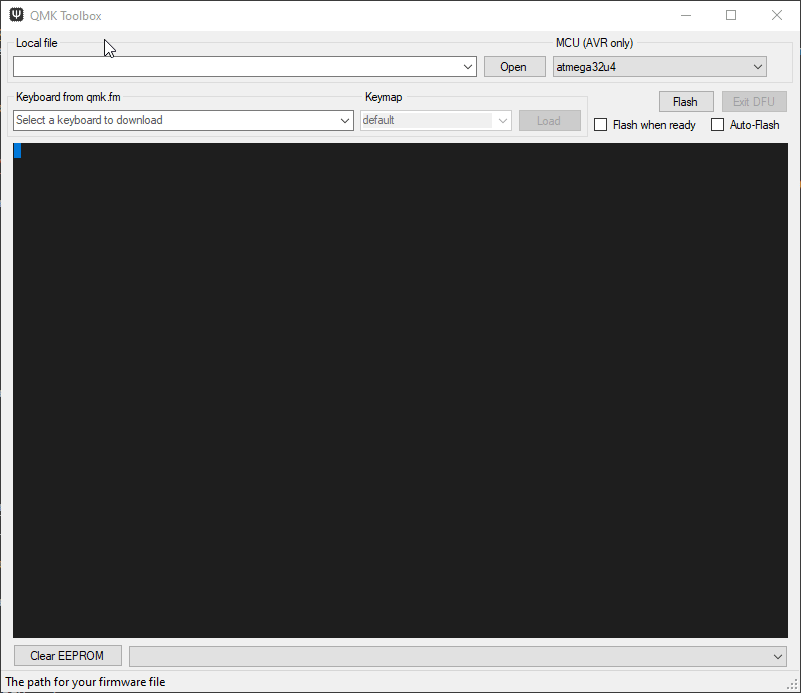 QMK Toolbox
Local file
MCU (AVR only)
Open
atmega32u4
Keyboard from qmk.fm
Keymap
Select a keyboard to download
default
Load
Flash
Exit DFU
Flash when ready
Auto-Flash
Clear EEPROM
The path for your firmware file